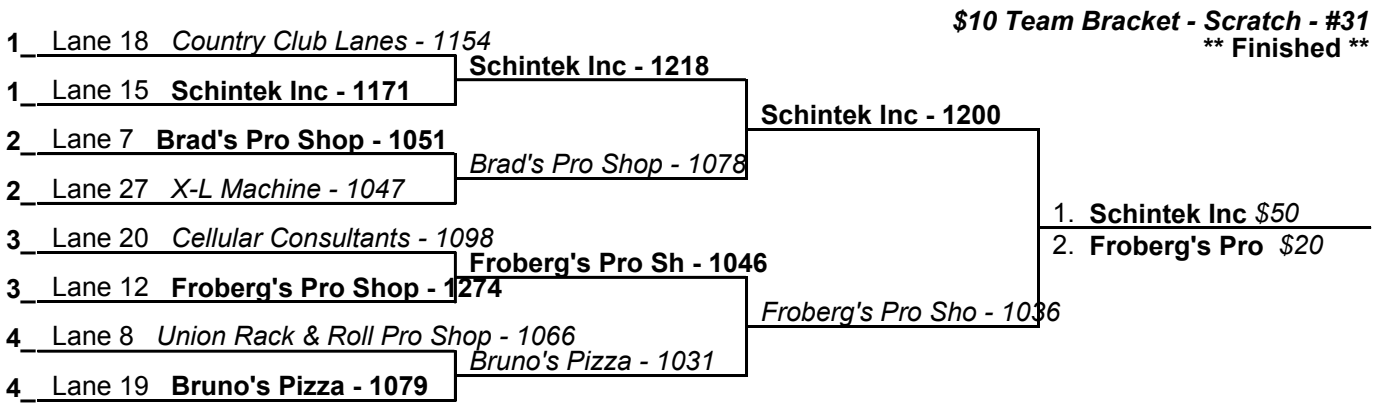 $10 Team Bracket - Scratch - #31
** Finished **
1_ Lane 18 Country Club Lanes - 1154
Schintek Inc - 1218
1_ Lane 15 Schintek Inc - 1171
Schintek Inc - 1200
2_ Lane 7 Brad's Pro Shop - 1051
Brad's Pro Shop - 1078
2_ Lane 27 X-L Machine - 1047
1. Schintek Inc $50
3_ Lane 20 Cellular Consultants - 1098
2. Froberg's Pro $20
Froberg's Pro Sh - 1046
3_ Lane 12 Froberg's Pro Shop - 1274
Froberg's Pro Sho - 1036
4_ Lane 8 Union Rack & Roll Pro Shop - 1066
Bruno's Pizza - 1031
4_ Lane 19 Bruno's Pizza - 1079